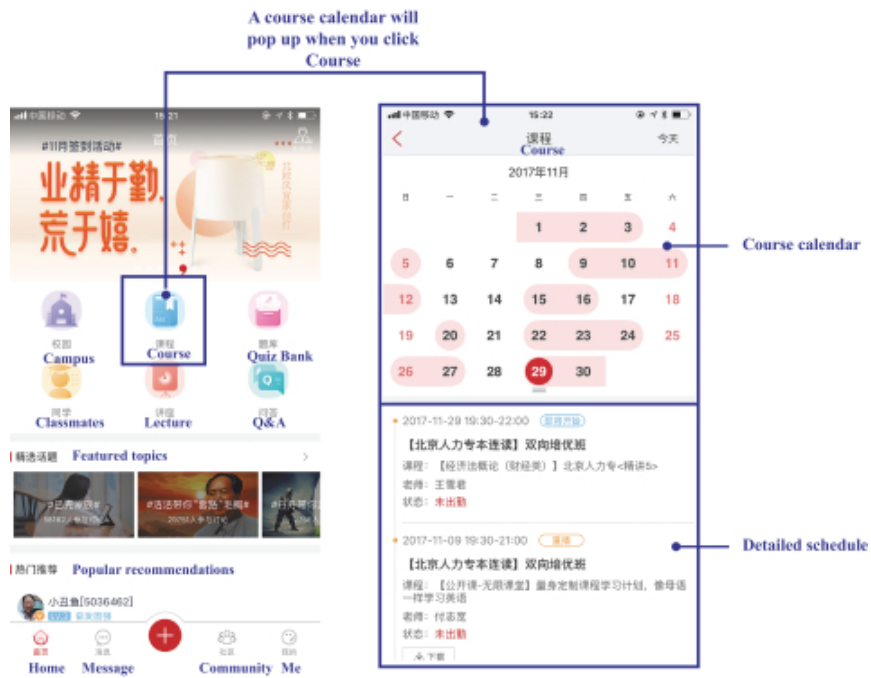 A course calendar will
pop up when you click
Course
中国移动
15:21
首页
#11月签到活动#
业精于勤,
荒于嬉.
校园
Campus
课程
Course
题库
Quiz Bank
同学
Classmates
讲座
Lecture
问答
Q&A
精选话题 Featured topics
热门推荐 Popular recommendations
小丑鱼[5036462]
首页
Home
消息
Message
社区
Community
我的
Me
中国移动
15:22
课程
Course
今天
2017年11月
日 一 二 三 四 五 六
1 2 3 4
5 6 7 8 9 10 11
12 13 14 15 16 17 18
19 20 21 22 23 24 25
26 27 28 29 30
Course calendar
2017-11-29 19:30-22:00 即将开始
【北京人力专本连读】双向培优班
课程：【经济法概论（财经类）】北京人力专<精讲5>
老师：王雪君
状态：未出勤
2017-11-09 19:30-21:00 重播
【北京人力专本连读】双向培优班
课程：【公开课-无限课堂】量身定制课程学习计划，像母语
一样学习英语
老师：付志宽
状态：未出勤
下载
Detailed schedule